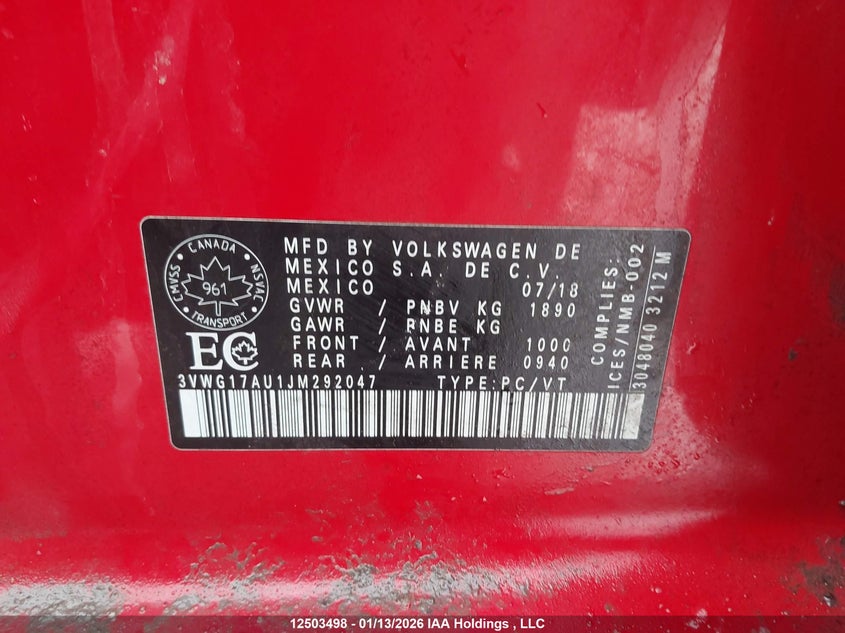 CANADA
CMVSS
NSVAC
961
TRANSPORT
EC
MFD BY VOLKSWAGEN DE
MEXICO S.A. DE C.V.
MEXICO 07/18
GVWR / PNBV KG 1890
GAWR / PNBE KG
FRONT / AVANT 1000
REAR / ARRIERE 0940
3VWG17AU1JM292047 TYPE:PC/VT
COMPLIES:
ICES/NMB-002
3048040 3212M
12503498 - 01/13/2026 IAA Holdings , LLC